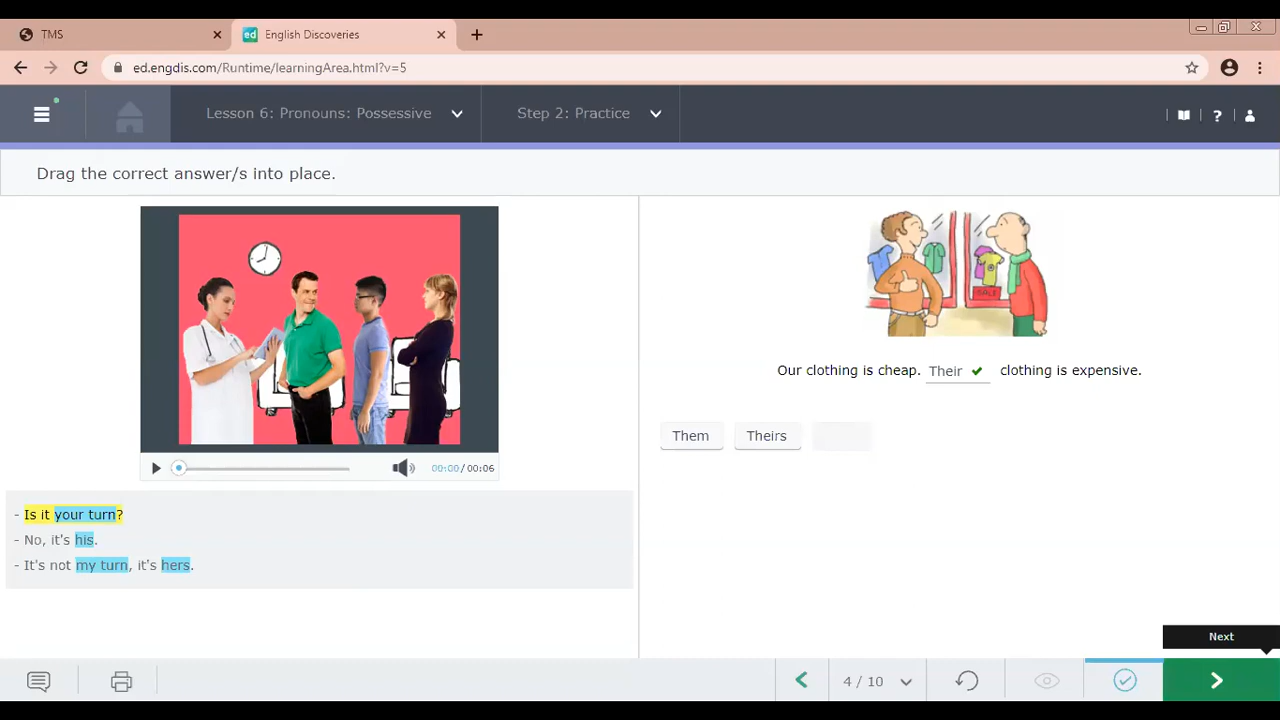 TMS
English Discoveries
ed.engdis.com/Runtime/learningArea.html?v=5
Lesson 6: Pronouns: Possessive
Step 2: Practice
?
Drag the correct answer/s into place.
SALE
Our clothing is cheap. Their clothing is expensive.
Them Theirs
00:00/00:06
- Is it your turn?
- No, it's his.
- It's not my turn, it's hers.
Next
4 / 10